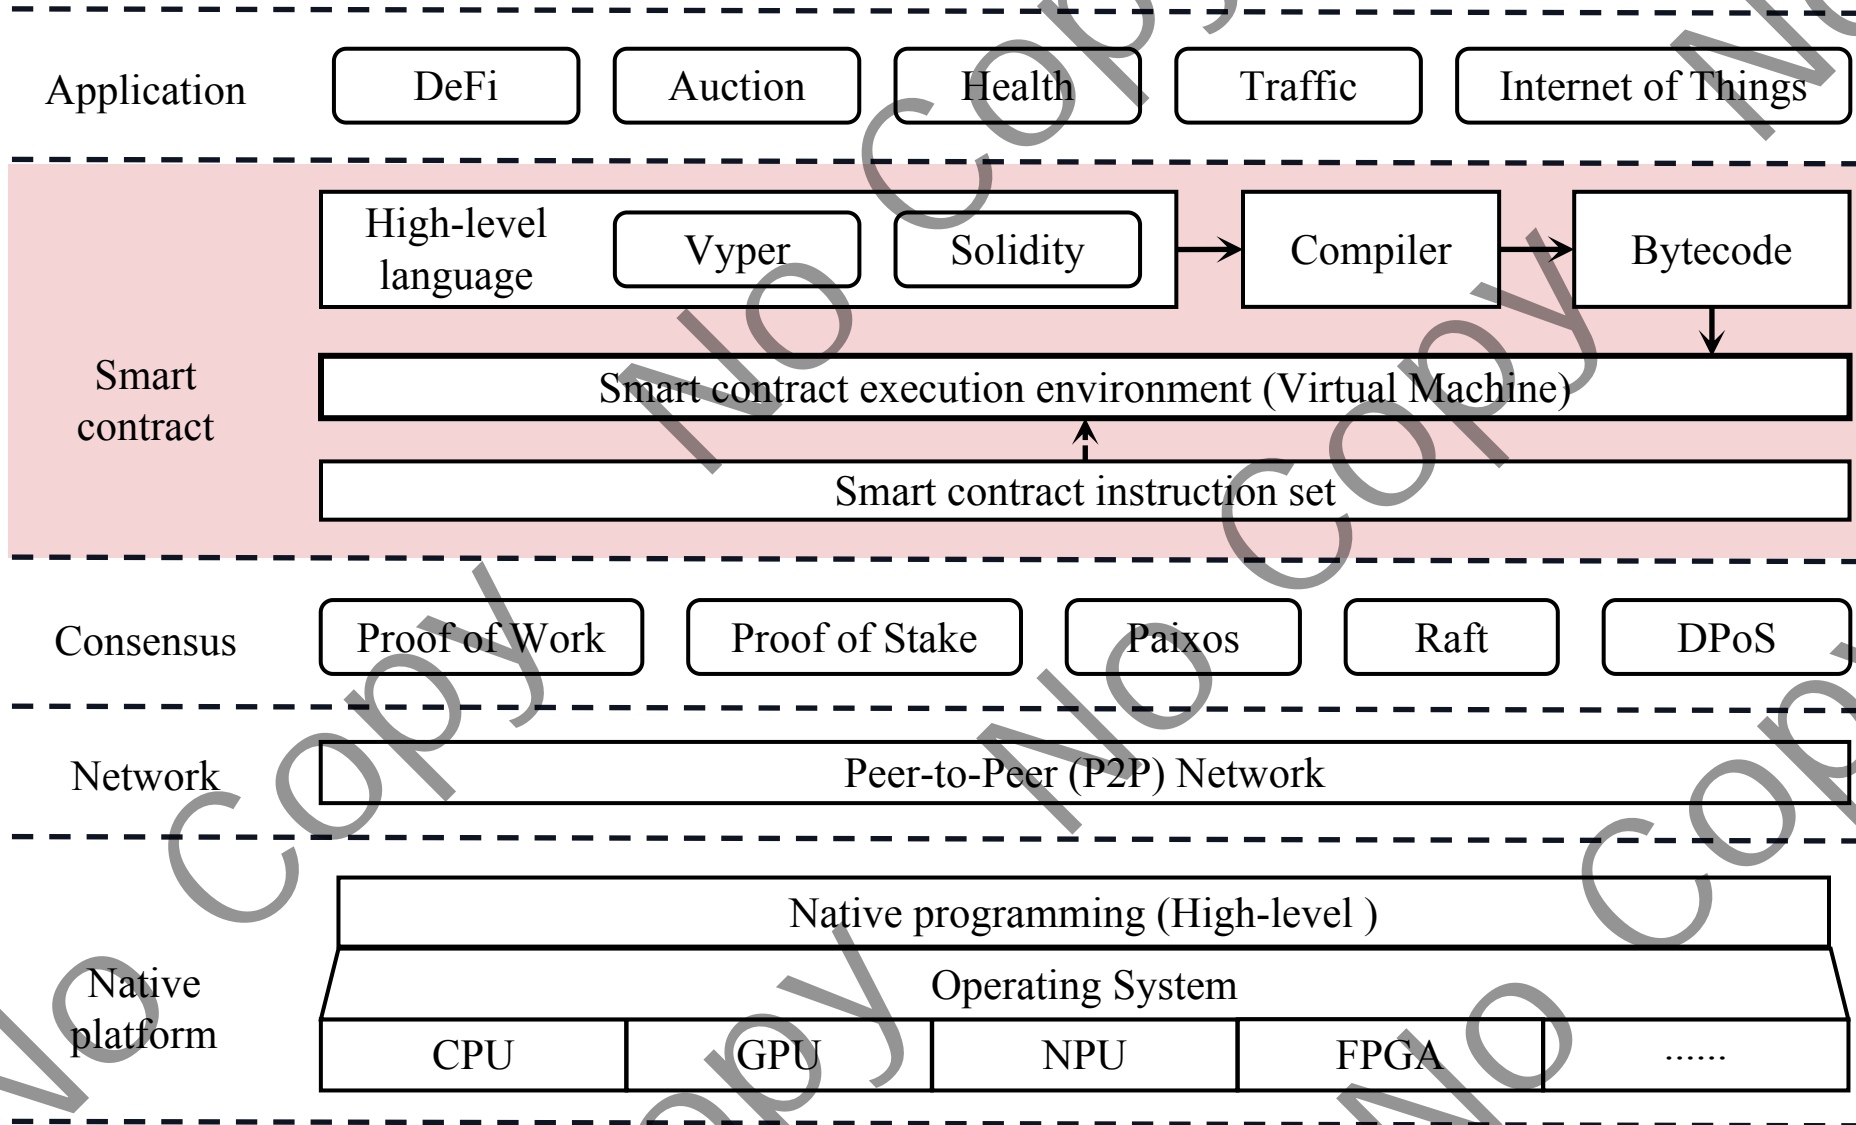 Application
DeFi
Auction
Health
Traffic
Internet of Things
Smart
contract
High-level
language
Vyper
Solidity
Compiler
Bytecode
Smart contract execution environment (Virtual Machine)
Smart contract instruction set
Consensus
Proof of Work
Proof of Stake
Paixos
Raft
DPoS
Network
Peer-to-Peer (P2P) Network
Native
platform
Native programming (High-level )
Operating System
CPU
GPU
NPU
FPGA
......
No Copy
No Copy
No Copy
No Copy
No Copy
No